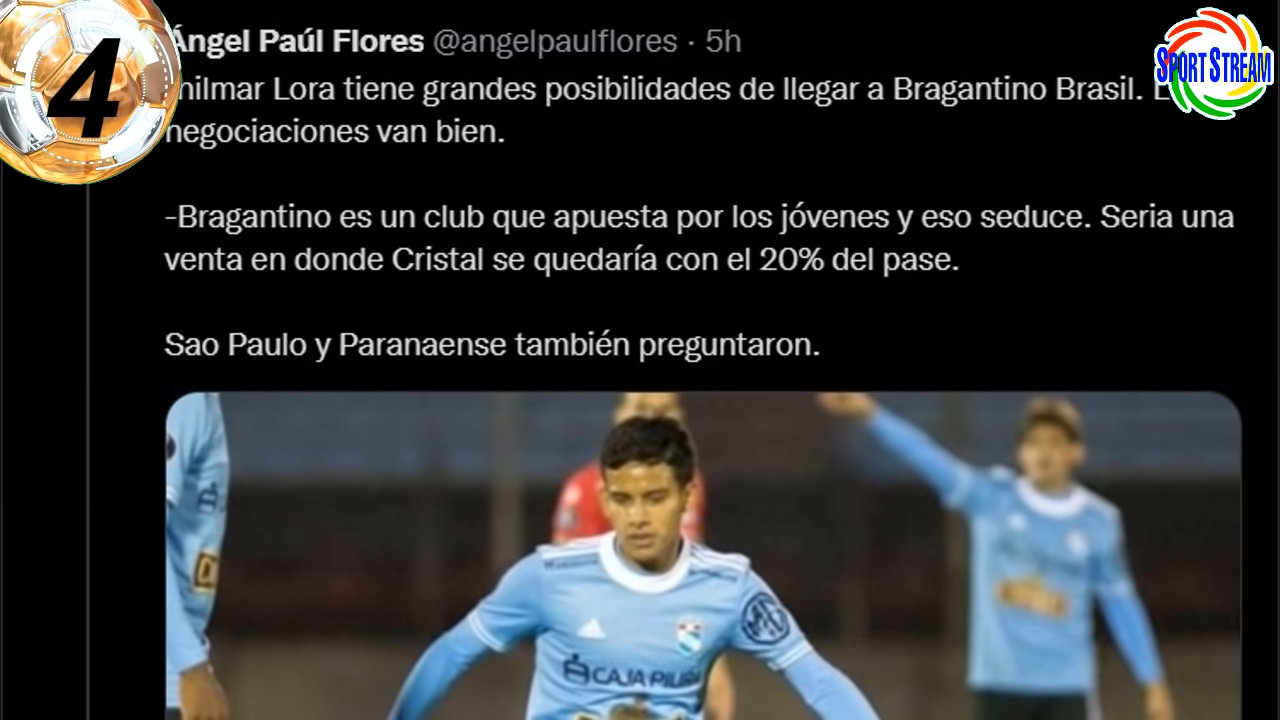 4
Ángel Paúl Flores @angelpaulflores · 5h
hilmar Lora tiene grandes posibilidades de llegar a Bragantino Brasil.
negociaciones van bien.
-Bragantino es un club que apuesta por los jóvenes y eso seduce. Seria una
venta en donde Cristal se quedaría con el 20% del pase.
Sao Paulo y Paranaense también preguntaron.
SPORT STREAM
MG
CAJA PIURA